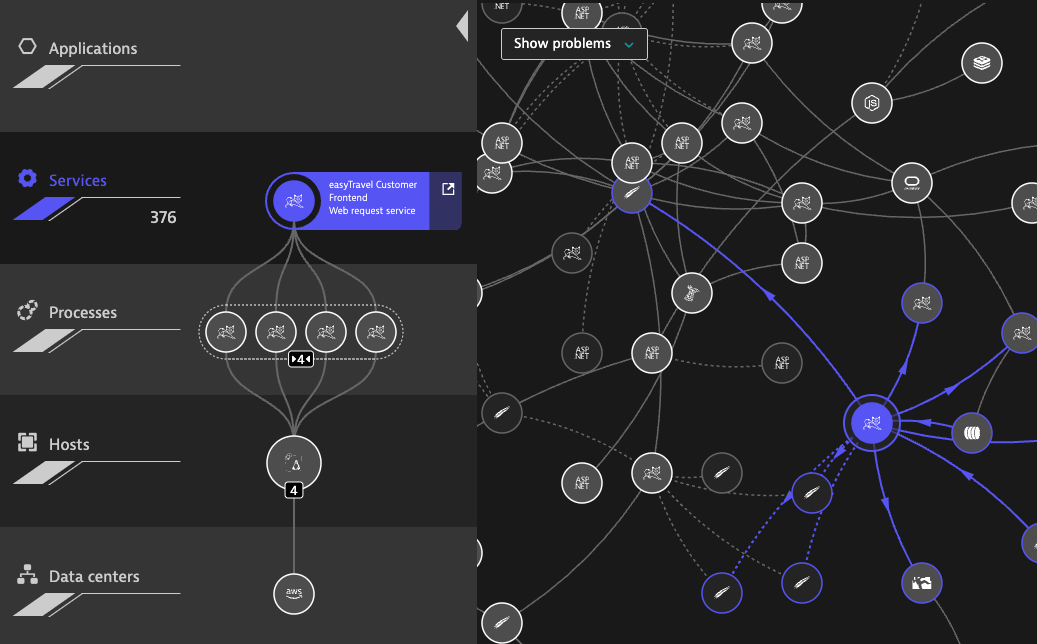 Applications
Services
376
easyTravel Customer
Frontend
Web request service
Processes
4
Hosts
4
Data centers
aws
Show problems
ASP
.NET
ASP
.NET
JS
ASP
.NET
ASP
.NET
ASP
.NET
ASP
.NET
ASP
.NET
ASP
.NET
ASP
.NET
ASP
.NET